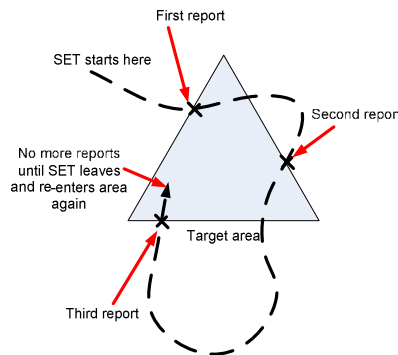 First report
SET starts here
Second report
No more reports
until SET leaves
and re-enters area
again
Target area
Third report